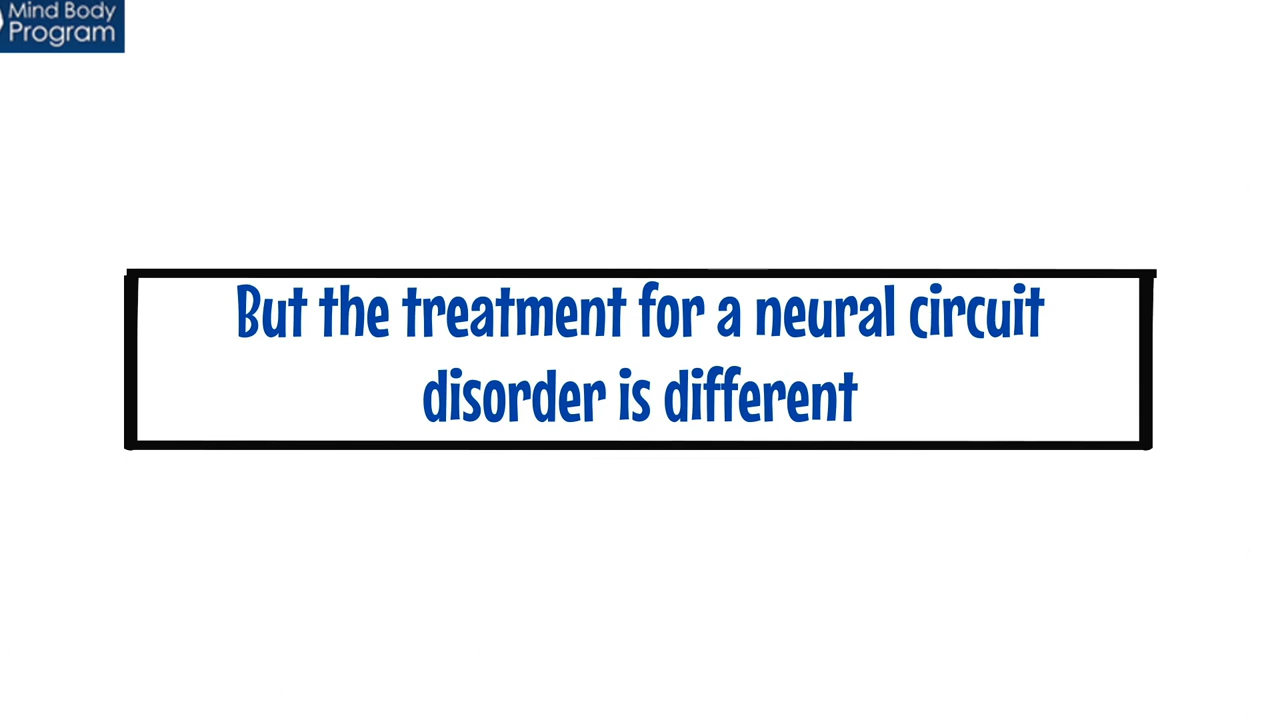 Mind Body
Program
But the treatment for a neural circuit
disorder is different